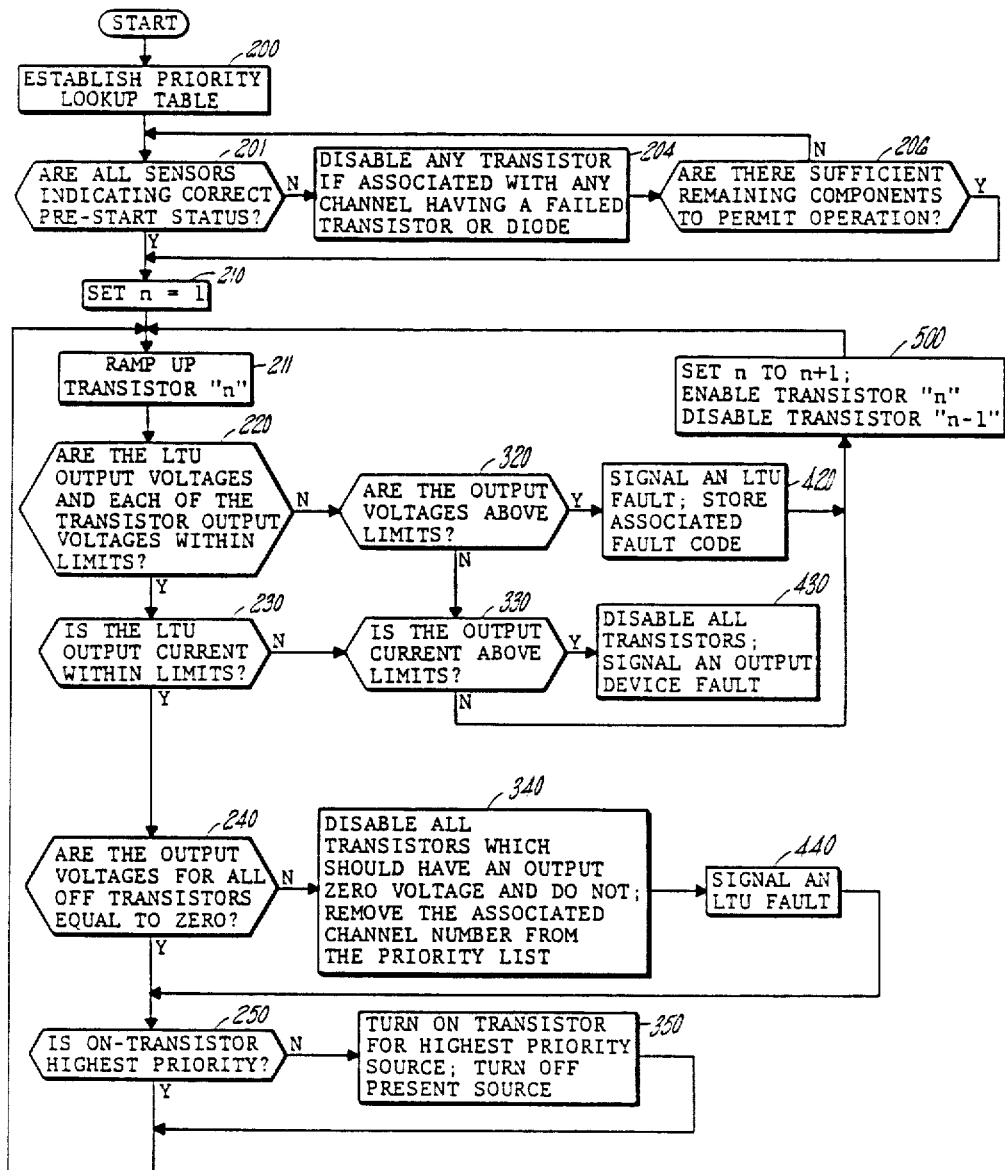 START
200
ESTABLISH PRIORITY
LOOKUP TABLE
201
ARE ALL SENSORS
INDICATING CORRECT
PRE-START STATUS?
N
Y
204
DISABLE ANY TRANSISTOR
IF ASSOCIATED WITH ANY
CHANNEL HAVING A FAILED
TRANSISTOR OR DIODE
N
206
ARE THERE SUFFICIENT
REMAINING COMPONENTS
TO PERMIT OPERATION?
Y
210
SET n = 1
211
RAMP UP
TRANSISTOR "n"
500
SET n TO n+1;
ENABLE TRANSISTOR "n"
DISABLE TRANSISTOR "n-1"
220
ARE THE LTU
OUTPUT VOLTAGES
AND EACH OF THE
TRANSISTOR OUTPUT
VOLTAGES WITHIN
LIMITS?
N
Y
320
ARE THE OUTPUT
VOLTAGES ABOVE
LIMITS?
Y
N
420
SIGNAL AN LTU
FAULT; STORE
ASSOCIATED
FAULT CODE
230
IS THE LTU
OUTPUT CURRENT
WITHIN LIMITS?
N
Y
330
IS THE OUTPUT
CURRENT ABOVE
LIMITS?
Y
N
430
DISABLE ALL
TRANSISTORS;
SIGNAL AN OUTPUT
DEVICE FAULT
240
ARE THE OUTPUT
VOLTAGES FOR ALL
OFF TRANSISTORS
EQUAL TO ZERO?
N
Y
340
DISABLE ALL
TRANSISTORS WHICH
SHOULD HAVE AN OUTPUT
ZERO VOLTAGE AND DO NOT;
REMOVE THE ASSOCIATED
CHANNEL NUMBER FROM
THE PRIORITY LIST
440
SIGNAL AN
LTU FAULT
250
IS ON-TRANSISTOR
HIGHEST PRIORITY?
N
Y
350
TURN ON TRANSISTOR
FOR HIGHEST PRIORITY
SOURCE; TURN OFF
PRESENT SOURCE